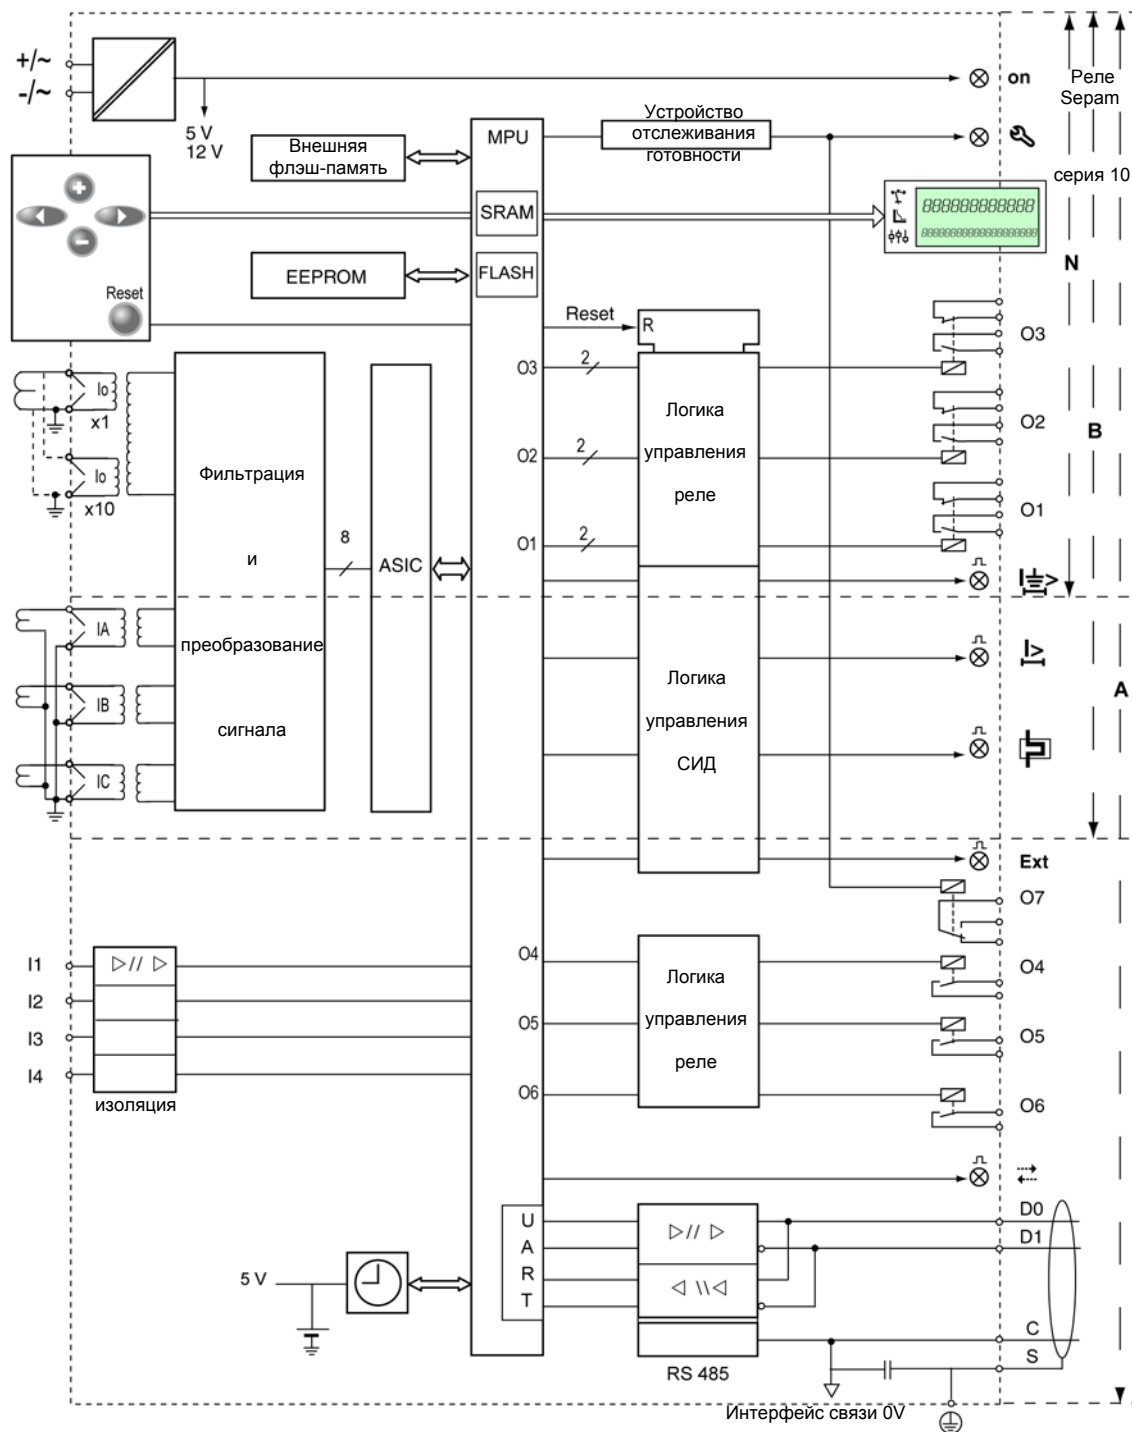 +/~
-/~
5 V
12 V
on
Реле
Sepam
серия 10
MPU
Устройство
отслеживания
готовности
Внешняя
флэш-память
SRAM
EEPROM
FLASH
Reset
Reset
R
N
B
A
Io
x1
Io
x10
Фильтрация
и
преобразование
сигнала
8
ASIC
O3
2
O2
2
O1
2
Логика
управления
реле
O3
O2
O1
I>
IA
IB
IC
Логика
управления
СИД
I>
Ext
O7
I1
I2
I3
I4
изоляция
O4
O5
O6
Логика
управления
реле
O4
O5
O6
5 V
U
A
R
T
RS 485
D0
D1
C
S
Интерфейс связи 0V